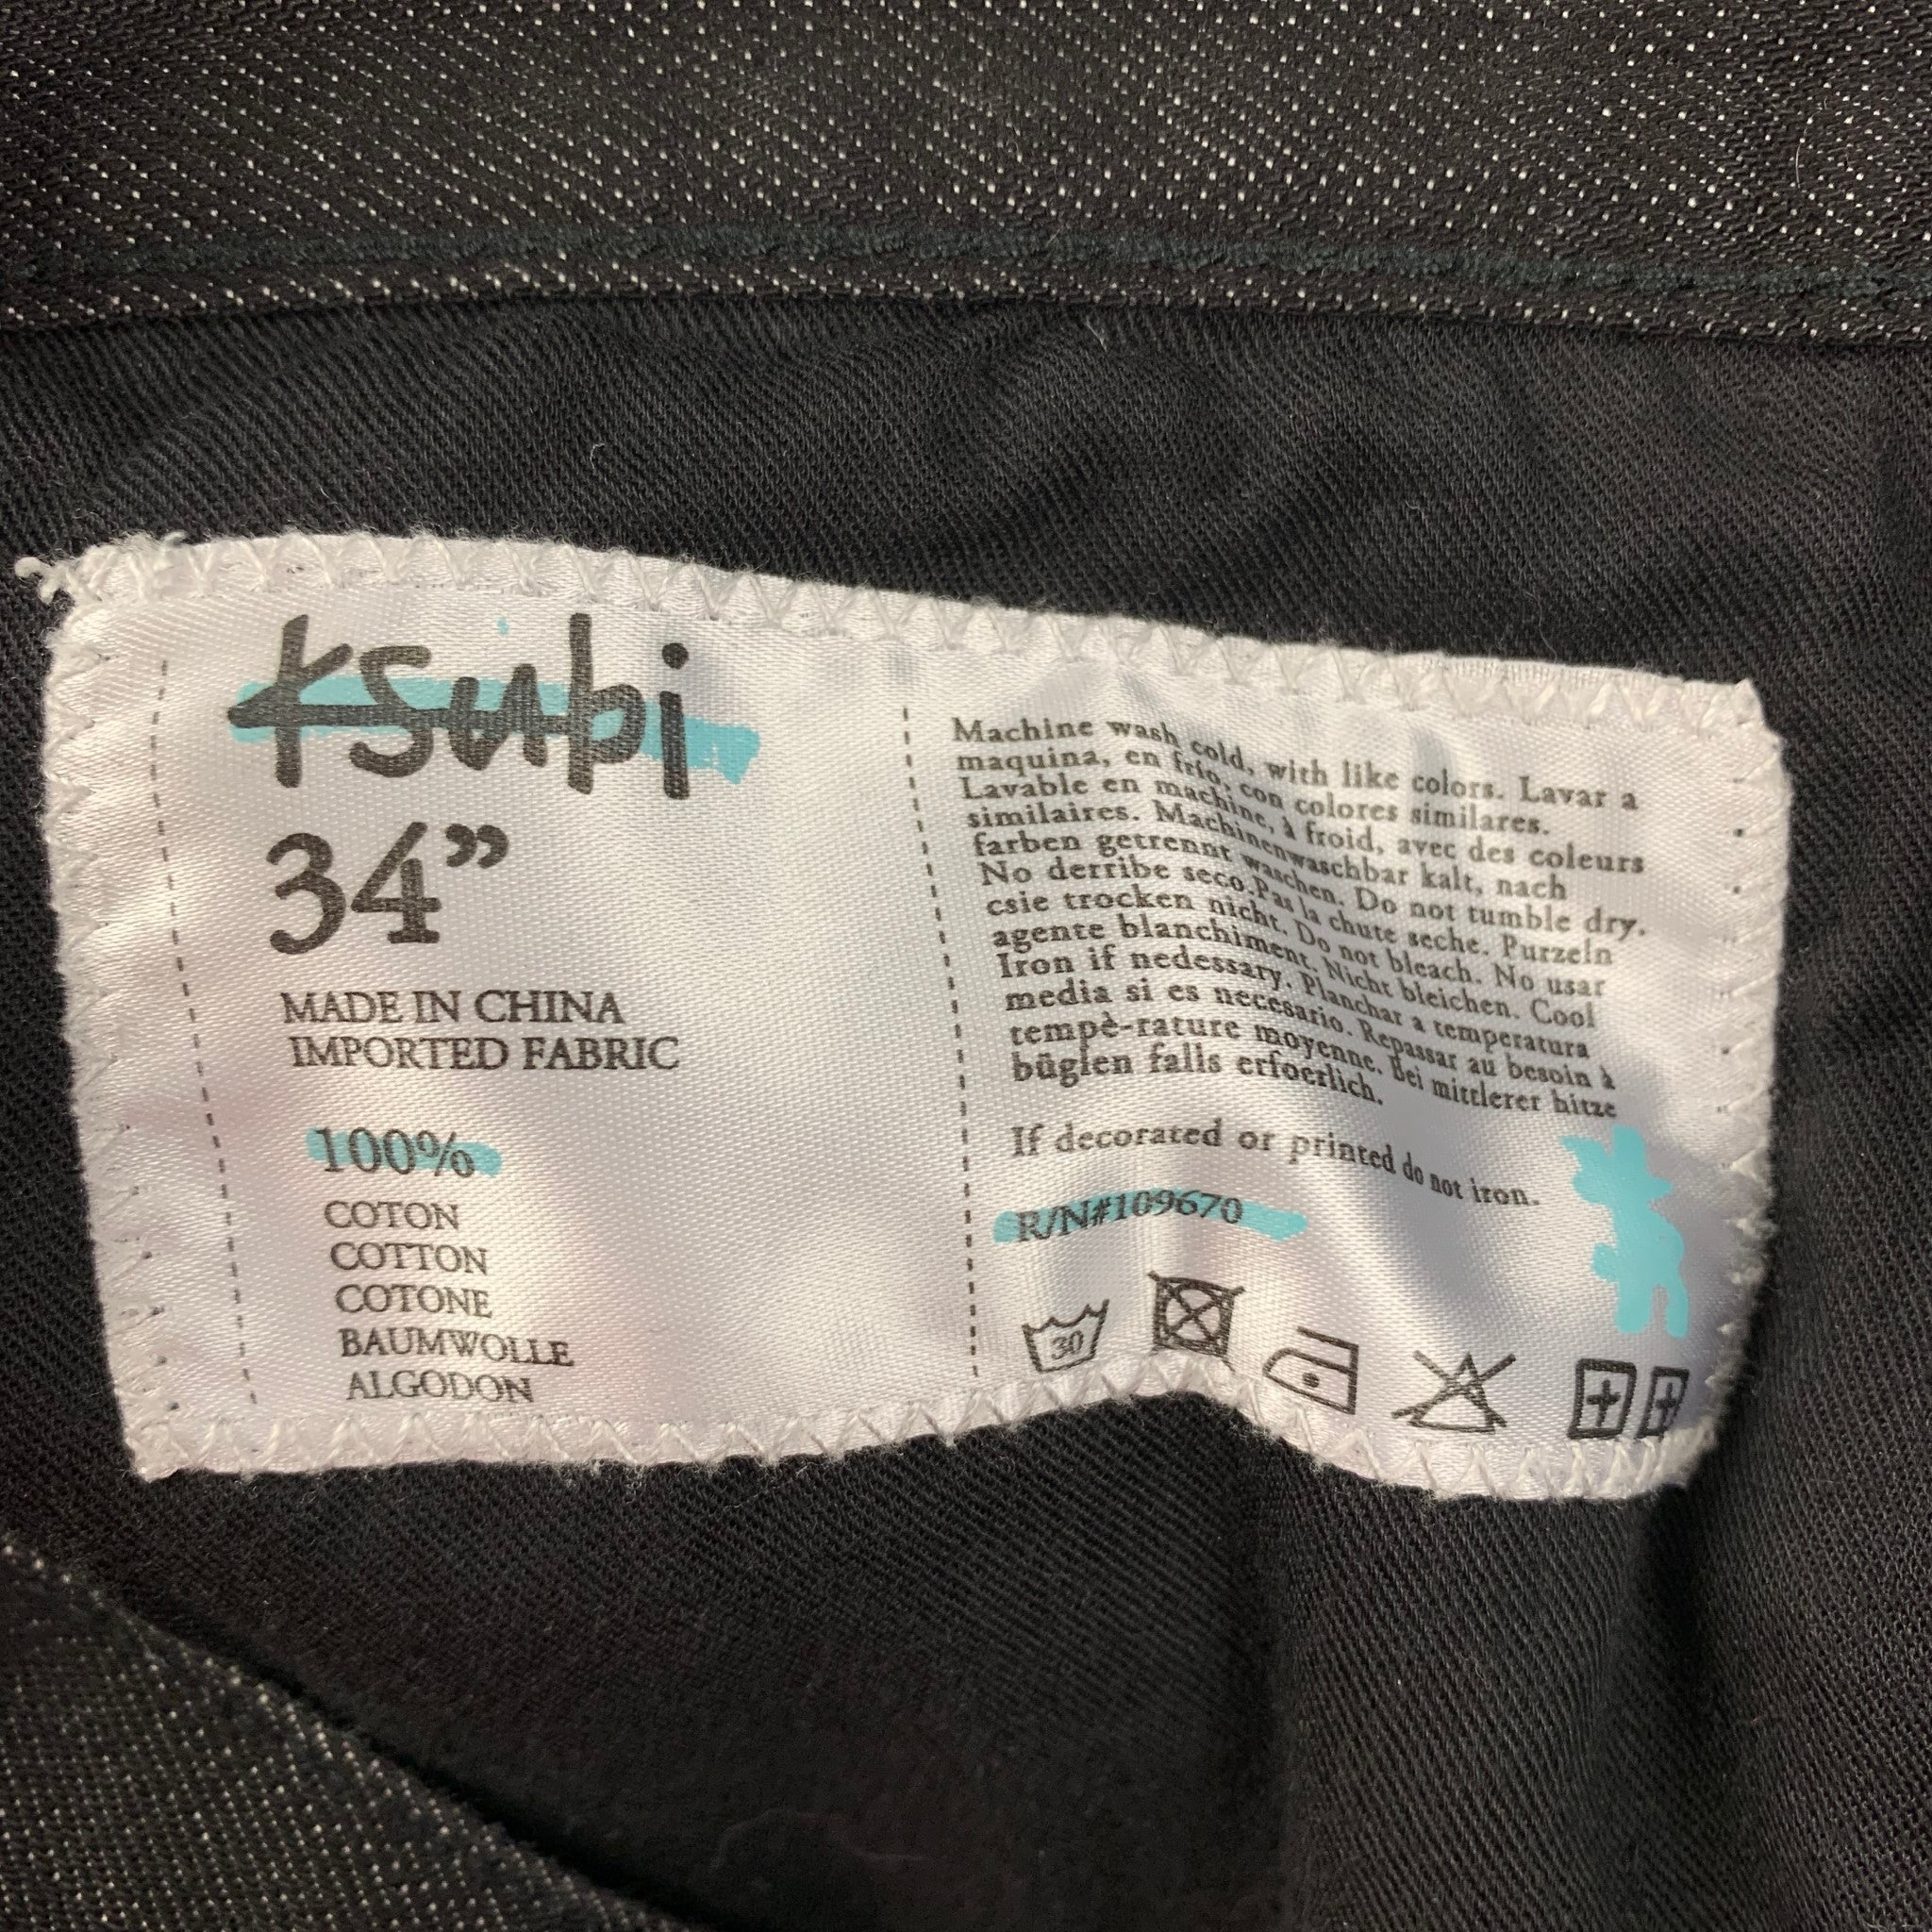 Ksubi
34”
MADE IN CHINA
IMPORTED FABRIC
100%
COTON
COTTON
COTONE
BAUMWOLLE
ALGODON
Machine wash cold, with like colors. Lavar a
maquina, en frio, con colores similares.
Lavable en machine, à froid, avec des coleurs
similaires. Machinenwaschbar kalt, nach
farben getrennt waschen. Do not tumble dry.
No derribe seco. Pas la chute seche. Purzeln
csie trocken nicht. Do not bleach. No usar
agente blanchiment. Nicht bleichen. Cool
Iron if nedessary. Planchar a temperatura
media si es necesario. Repassar au besoin à
tempè-rature moyenne. Bei mittlerer hitze
büglen falls erfoerlich.
If decorated or printed do not iron.
R/N#109670
30